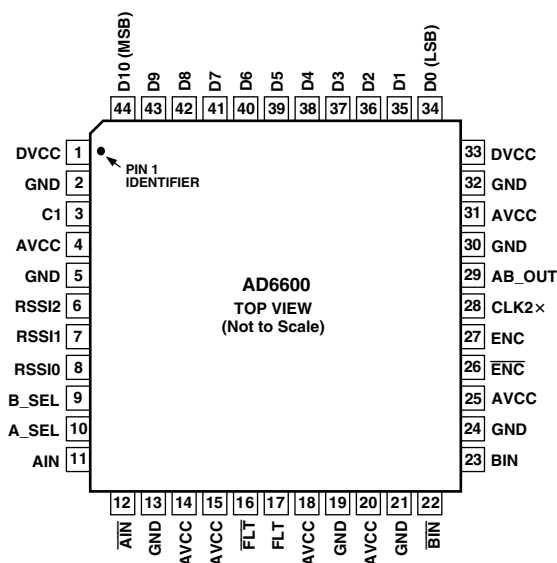 D10 (MSB) D9 D8 D7 D6 D5 D4 D3 D2 D1 D0 (LSB)
44 43 42 41 40 39 38 37 36 35 34
DVCC 1
GND 2
C1 3
AVCC 4
GND 5
RSSI2 6
RSSI1 7
RSSI0 8
B_SEL 9
A_SEL 10
AIN 11
PIN 1
IDENTIFIER
AD6600
TOP VIEW
(Not to Scale)
33 DVCC
32 GND
31 AVCC
30 GND
29 AB_OUT
28 CLK2×
27 ENC
26 E̅N̅C̅
25 AVCC
24 GND
23 BIN
12 13 14 15 16 17 18 19 20 21 22
A̅I̅N̅ GND AVCC AVCC F̅L̅T̅ FLT AVCC GND AVCC GND B̅I̅N̅